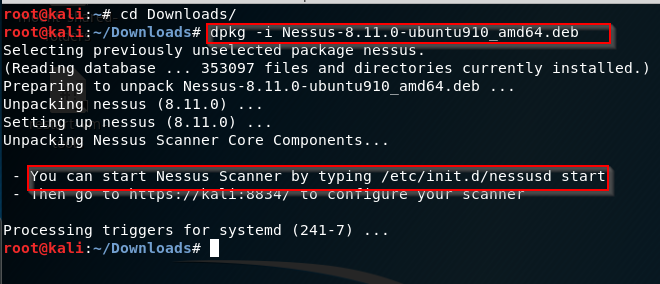 root@kali:~# cd Downloads/
root@kali:~/Downloads# dpkg -i Nessus-8.11.0-ubuntu910_amd64.deb
Selecting previously unselected package nessus.
(Reading database ... 353097 files and directories currently installed.)
Preparing to unpack Nessus-8.11.0-ubuntu910_amd64.deb ...
Unpacking nessus (8.11.0) ...
Setting up nessus (8.11.0) ...
Unpacking Nessus Scanner Core Components...
- You can start Nessus Scanner by typing /etc/init.d/nessusd start
- Then go to https://kali:8834/ to configure your scanner
Processing triggers for systemd (241-7) ...
root@kali:~/Downloads#